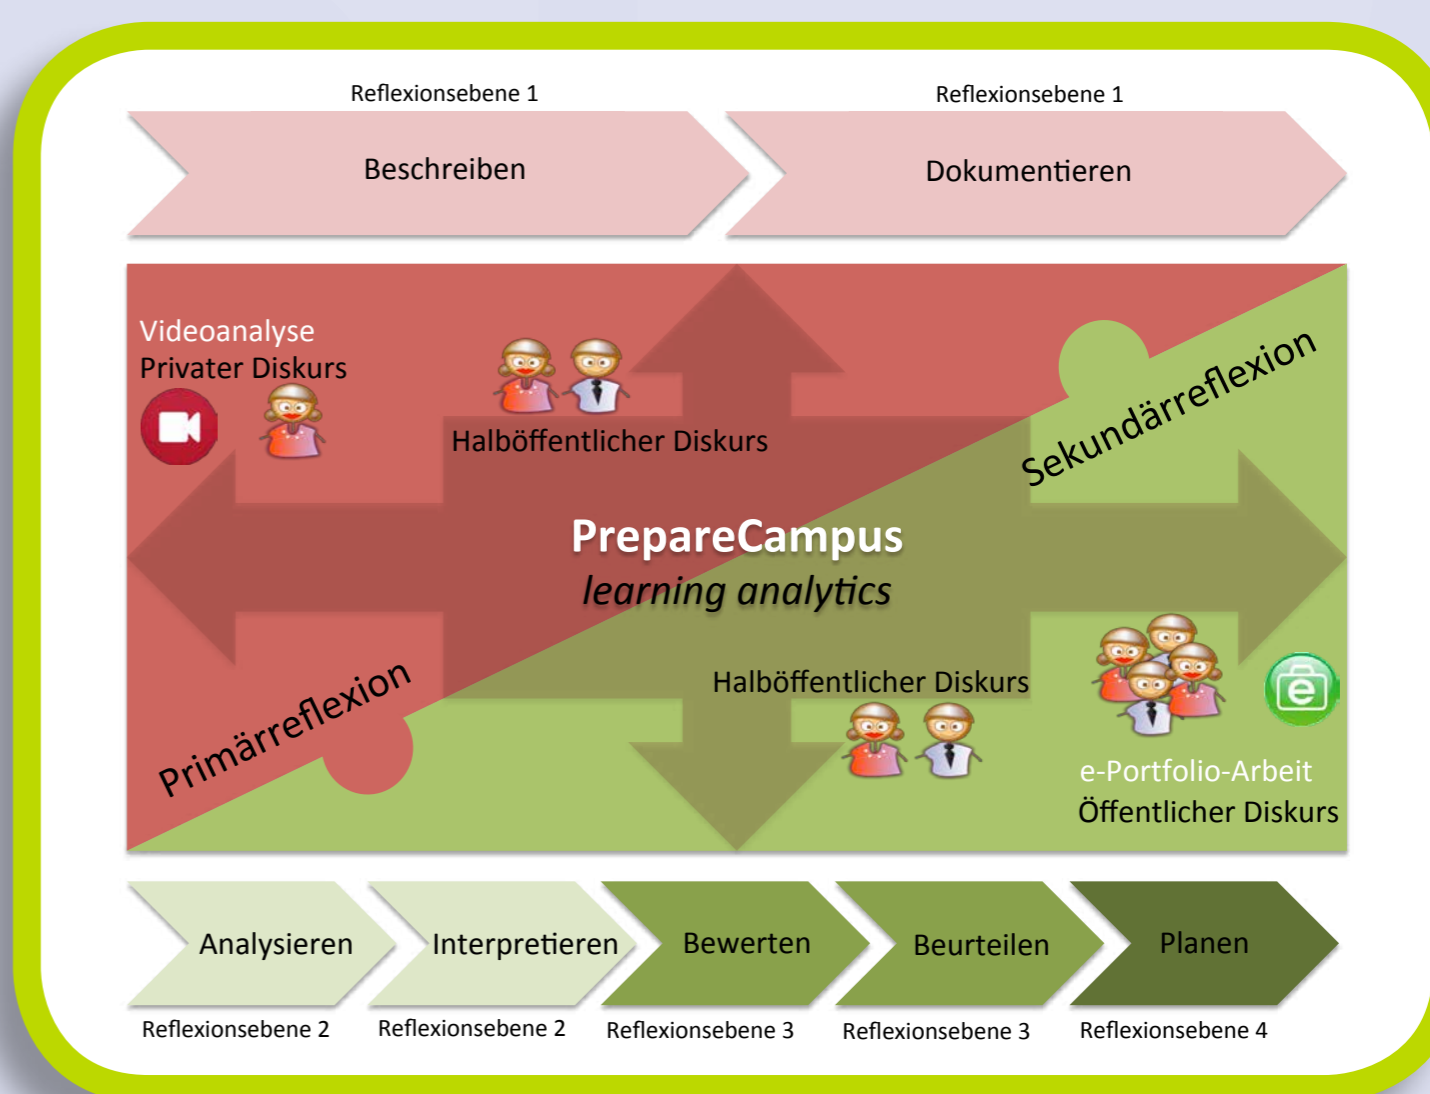 Reflexionsebene 1
Reflexionsebene 1
Beschreiben
Dokumentieren
Videoanalyse
Privater Diskurs
Halböffentlicher Diskurs
Sekundärreflexion
PrepareCampus
learning analytics
Primärreflexion
Halböffentlicher Diskurs
e
e-Portfolio-Arbeit
Öffentlicher Diskurs
Analysieren
Interpretieren
Bewerten
Beurteilen
Planen
Reflexionsebene 2
Reflexionsebene 2
Reflexionsebene 3
Reflexionsebene 3
Reflexionsebene 4